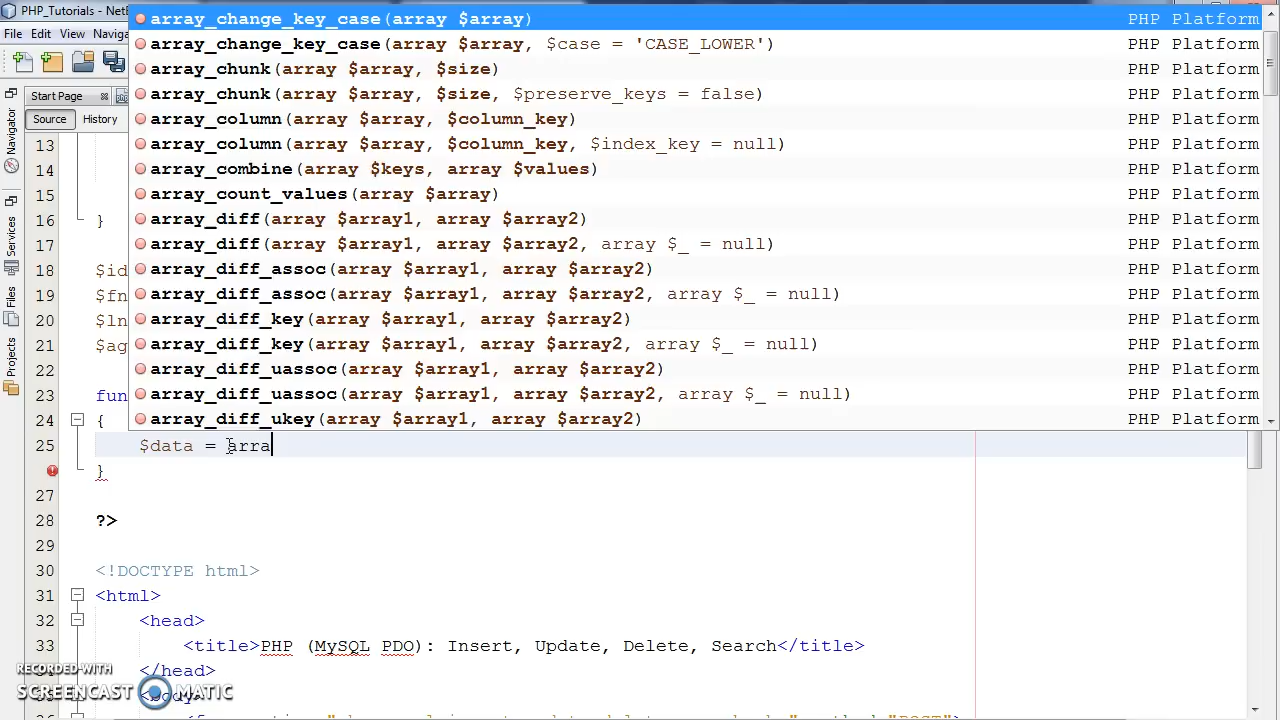 PHP_Tutorials - NetB
File Edit View Naviga
Start Page
Source History
Navigator
Services
Files
Projects
array_change_key_case(array $array) PHP Platform
array_change_key_case(array $array, $case = 'CASE_LOWER') PHP Platform
array_chunk(array $array, $size) PHP Platform
array_chunk(array $array, $size, $preserve_keys = false) PHP Platform
array_column(array $array, $column_key) PHP Platform
array_column(array $array, $column_key, $index_key = null) PHP Platform
array_combine(array $keys, array $values) PHP Platform
array_count_values(array $array) PHP Platform
array_diff(array $array1, array $array2) PHP Platform
array_diff(array $array1, array $array2, array $_ = null) PHP Platform
array_diff_assoc(array $array1, array $array2) PHP Platform
array_diff_assoc(array $array1, array $array2, array $_ = null) PHP Platform
array_diff_key(array $array1, array $array2) PHP Platform
array_diff_key(array $array1, array $array2, array $_ = null) PHP Platform
array_diff_uassoc(array $array1, array $array2) PHP Platform
array_diff_uassoc(array $array1, array $array2, array $_ = null) PHP Platform
array_diff_ukey(array $array1, array $array2) PHP Platform
13
14
15
16 }
17
18 $id
19 $fn
20 $ln
21 $ag
22
23 fun
24 {
25 $data = arra
}
27
28 ?>
29
30 <!DOCTYPE html>
31 <html>
32 <head>
33 <title>PHP (MySQL PDO): Insert, Update, Delete, Search</title>
</head>
<body>
RECORDED WITH
SCREENCAST MATIC